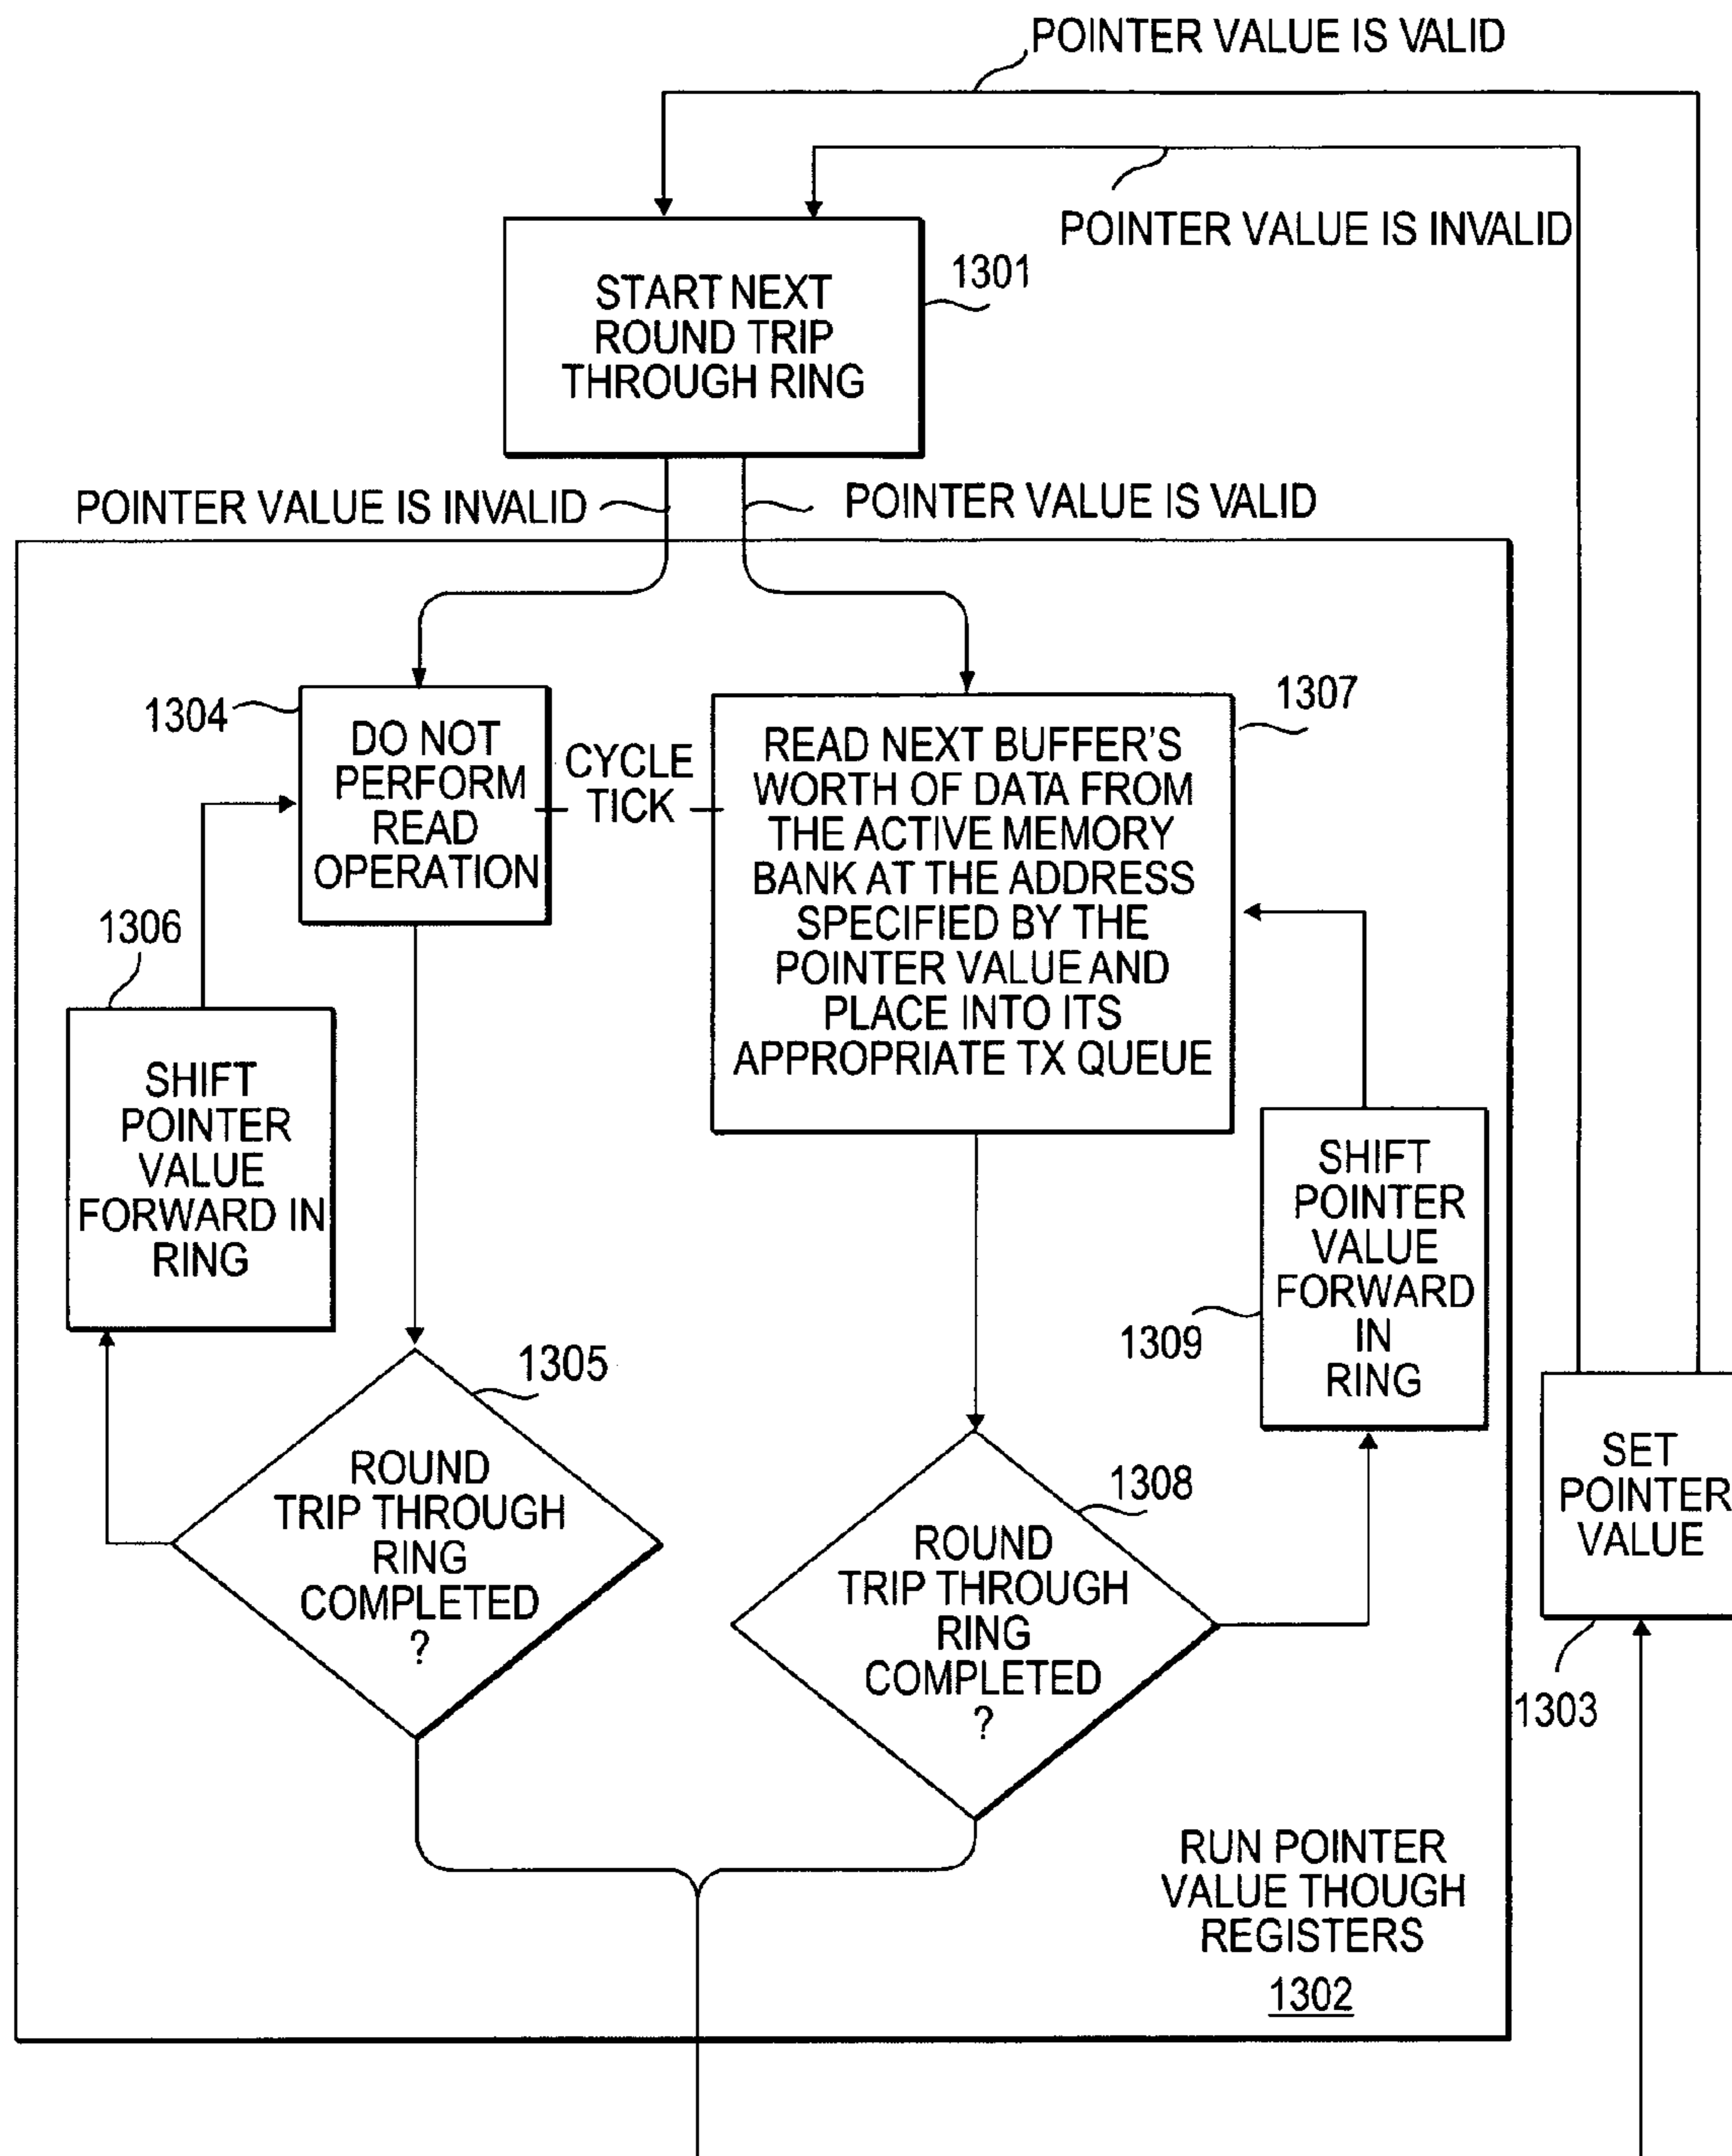 POINTER VALUE IS VALID
POINTER VALUE IS INVALID
1301
START NEXT
ROUND TRIP
THROUGH RING
POINTER VALUE IS INVALID
POINTER VALUE IS VALID
1304
DO NOT
PERFORM
READ
OPERATION
CYCLE
TICK
1307
READ NEXT BUFFER'S
WORTH OF DATA FROM
THE ACTIVE MEMORY
BANK AT THE ADDRESS
SPECIFIED BY THE
POINTER VALUE AND
PLACE INTO ITS
APPROPRIATE TX QUEUE
1306
SHIFT
POINTER
VALUE
FORWARD IN
RING
SHIFT
POINTER
VALUE
FORWARD
IN
RING
1309
1305
ROUND
TRIP THROUGH
RING
COMPLETED
?
1308
ROUND
TRIP THROUGH
RING
COMPLETED
?
SET
POINTER
VALUE
1303
RUN POINTER
VALUE THOUGH
REGISTERS
1302